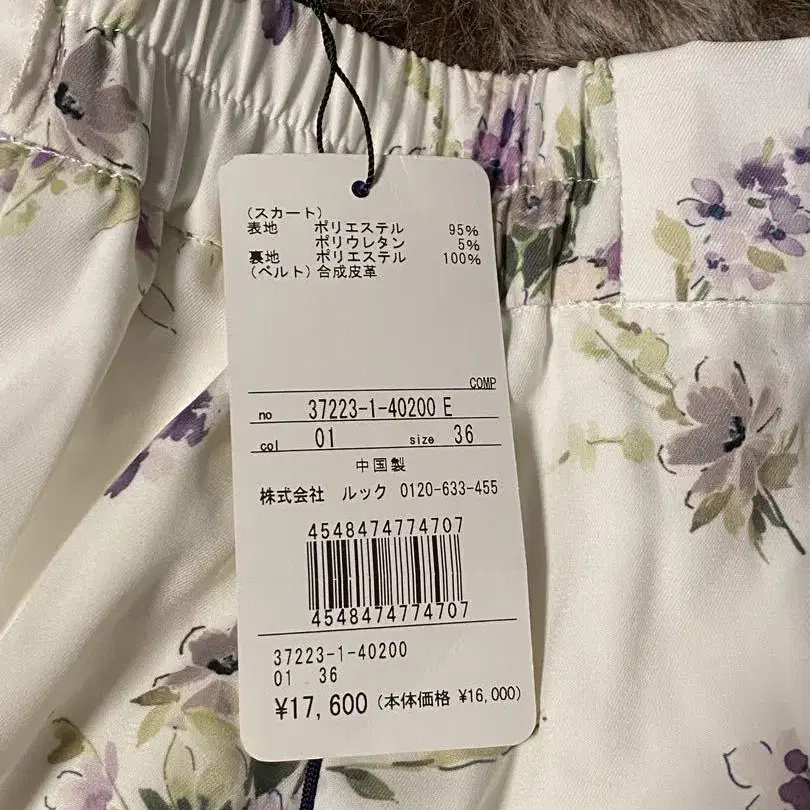 (スカート)
表地 ポリエステル 95%
ポリウレタン 5%
裏地 ポリエステル 100%
(ベルト) 合成皮革
COMP
no 37223-1-40200 E
col 01 size 36
中国製
株式会社 ルック 0120-633-455
4548474774707
4548474774707
37223-1-40200
01 36
¥17,600 (本体価格 ¥16,000)